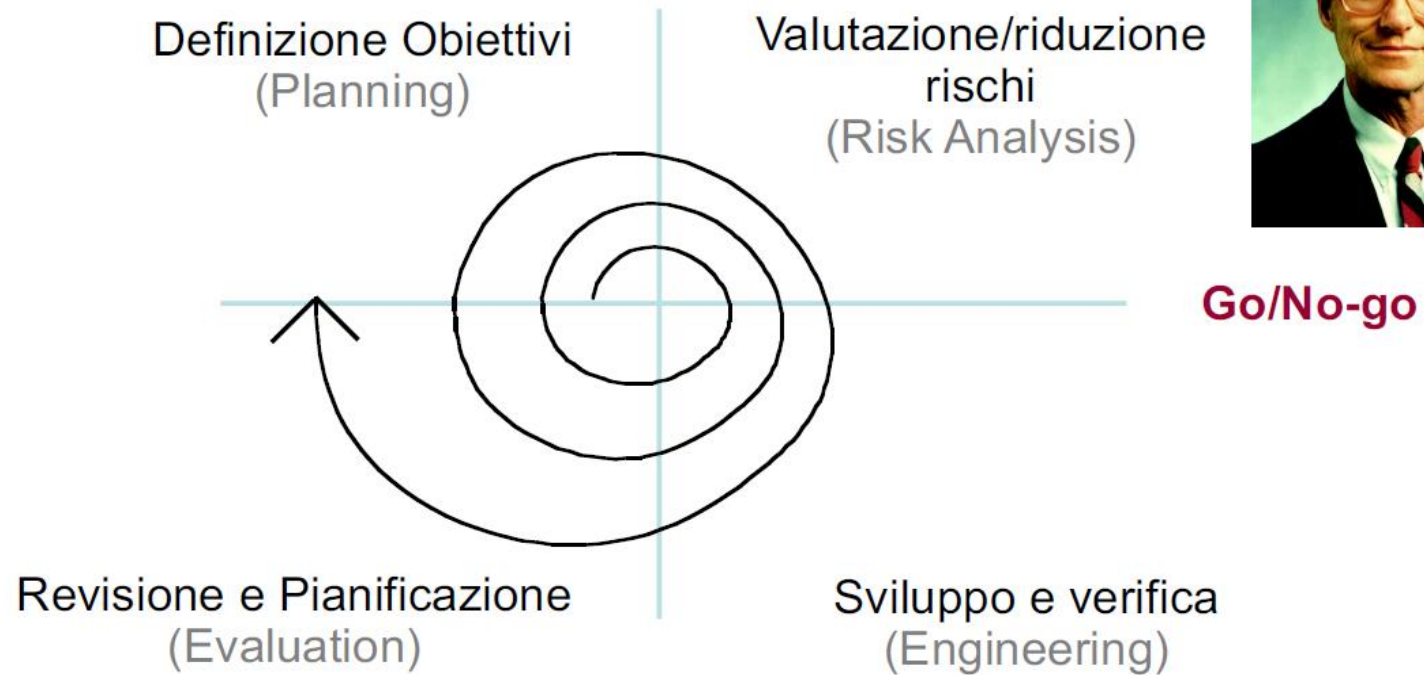 Definizione Obiettivi
(Planning)
Valutazione/riduzione
rischi
(Risk Analysis)
Go/No-go
Revisione e Pianificazione
(Evaluation)
Sviluppo e verifica
(Engineering)